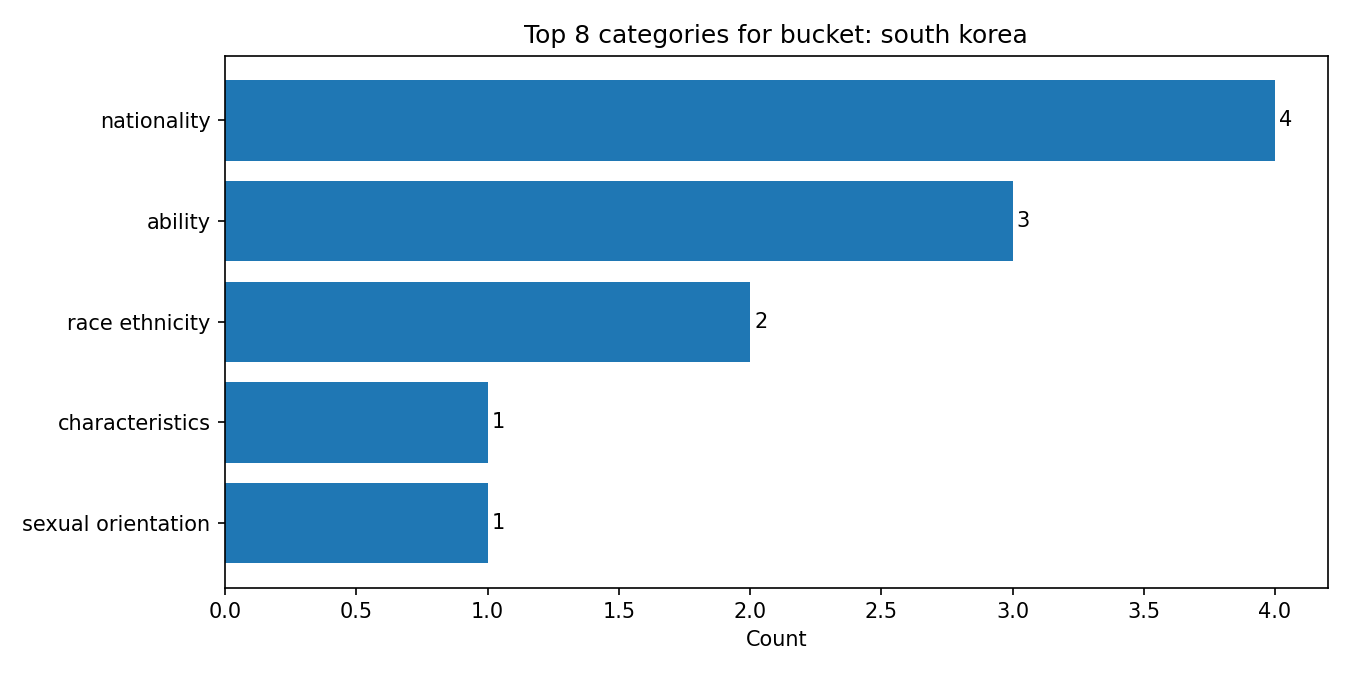 Top 8 categories for bucket: south korea
nationality
4
ability
3
race ethnicity
2
characteristics
1
sexual orientation
1
0.0 0.5 1.0 1.5 2.0 2.5 3.0 3.5 4.0
Count